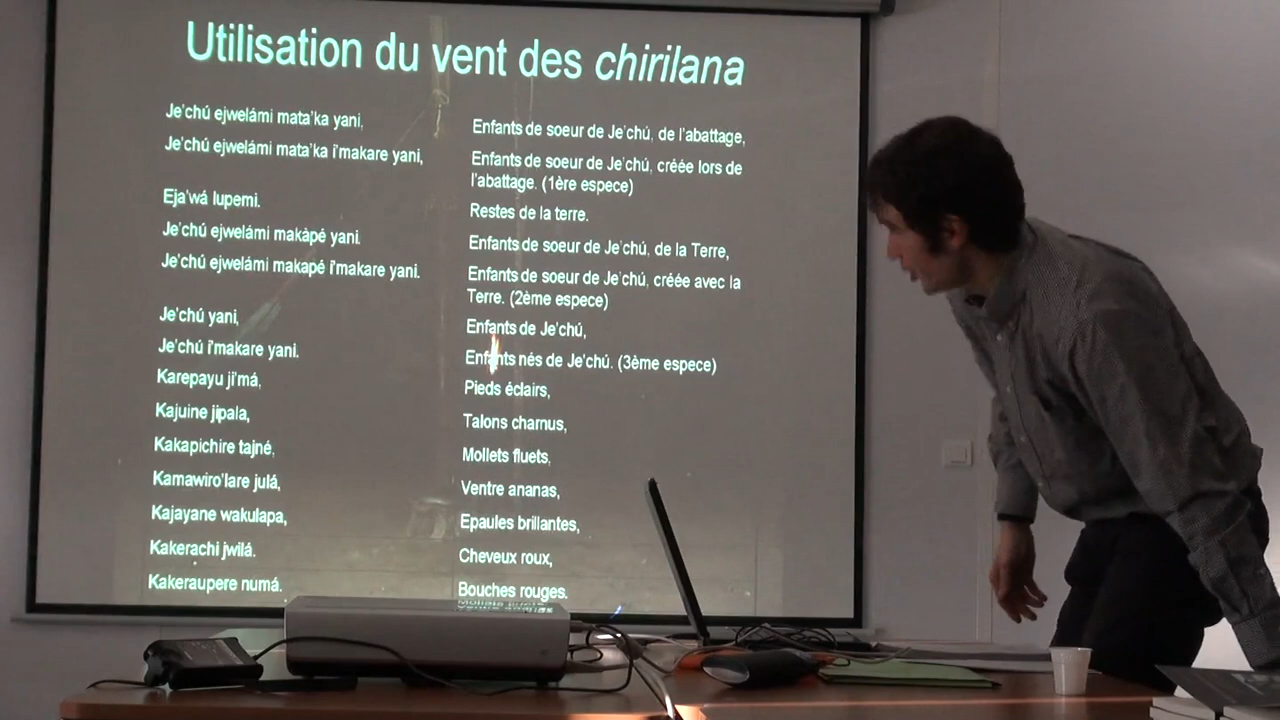 Utilisation du vent des chirilana
Je'chú ejwelámi mata'ka yani,
Je'chú ejwelámi mata'ka i'makare yani,
Eja'wá lupemi.
Je'chú ejwelámi makàpé yani.
Je'chú ejwelámi makapé i'makare yani.
Je'chú yani,
Je'chú i'makare yani.
Karepayu ji'má,
Kajuine jipala,
Kakapichire tajné,
Kamawiro'lare julá,
Kajayane wakulapa,
Kakerachi jwilá.
Kakeraupere numá.
Enfants de soeur de Je'chú, de l'abattage,
Enfants de soeur de Je'chú, créée lors de
l'abattage. (1ère espece)
Restes de la terre.
Enfants de soeur de Je'chú, de la Terre,
Enfants de soeur de Je'chú, créée avec la
Terre. (2ème espece)
Enfants de Je'chú,
Enfants nés de Je'chú. (3ème espece)
Pieds éclairs,
Talons charnus,
Mollets fluets,
Ventre ananas,
Epaules brillantes,
Cheveux roux,
Bouches rouges.